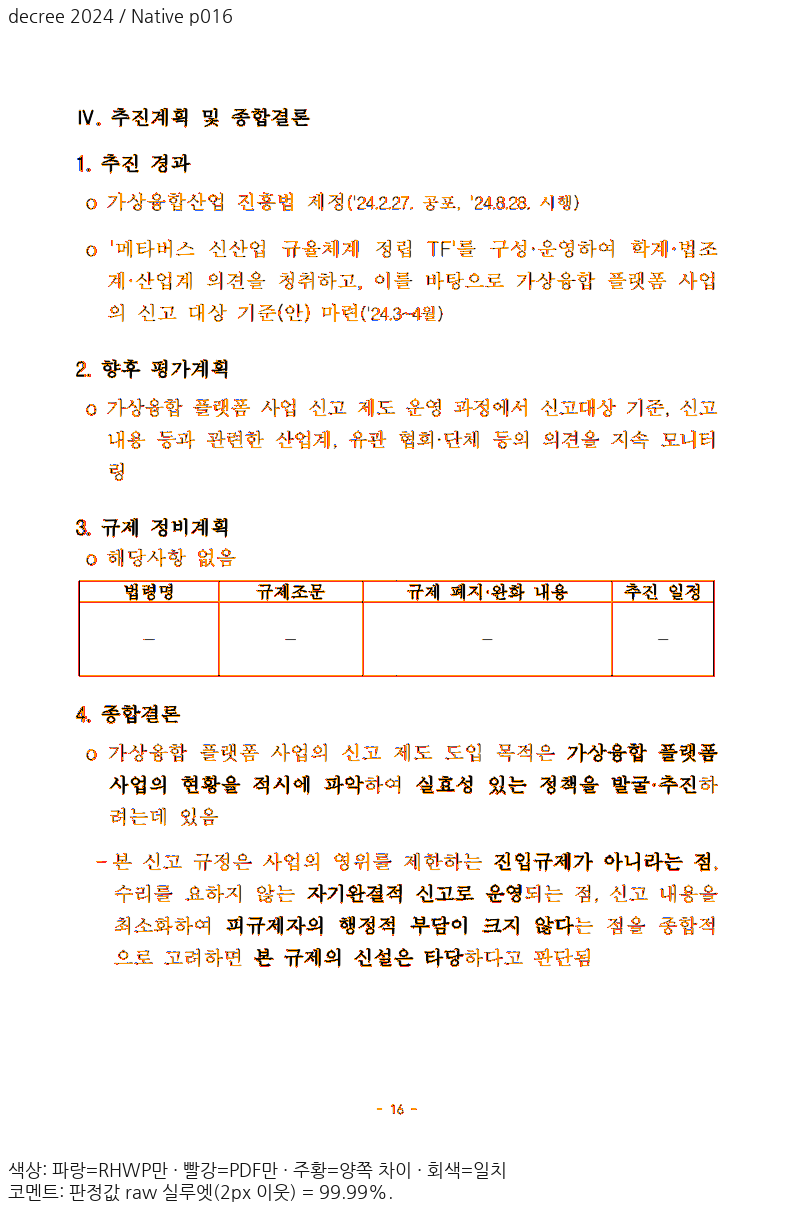 decree 2024 / Native p016
Ⅳ. 추진계획 및 종합결론
1. 추진 경과
ㅇ 가상융합산업 진흥법 제정('24.2.27. 공포, '24.8.28. 시행)
ㅇ '메타버스 신산업 규율체계 정립 TF'를 구성·운영하여 학계·법조
계·산업계 의견을 청취하고, 이를 바탕으로 가상융합 플랫폼 사업
의 신고 대상 기준(안) 마련('24.3~4월)
2. 향후 평가계획
ㅇ 가상융합 플랫폼 사업 신고 제도 운영 과정에서 신고대상 기준, 신고
내용 등과 관련한 산업계, 유관 협회·단체 등의 의견을 지속 모니터
링
3. 규제 정비계획
ㅇ 해당사항 없음
법령명 규제조문 규제 폐지·완화 내용 추진 일정
- - - -
4. 종합결론
ㅇ 가상융합 플랫폼 사업의 신고 제도 도입 목적은 가상융합 플랫폼
사업의 현황을 적시에 파악하여 실효성 있는 정책을 발굴·추진하
려는데 있음
- 본 신고 규정은 사업의 영위를 제한하는 진입규제가 아니라는 점,
수리를 요하지 않는 자기완결적 신고로 운영되는 점, 신고 내용을
최소화하여 피규제자의 행정적 부담이 크지 않다는 점을 종합적
으로 고려하면 본 규제의 신설은 타당하다고 판단됨
- 16 -
색상: 파랑=RHWP만 · 빨강=PDF만 · 주황=양쪽 차이 · 회색=일치
코멘트: 판정값 raw 실루엣(2px 이웃) = 99.99%.